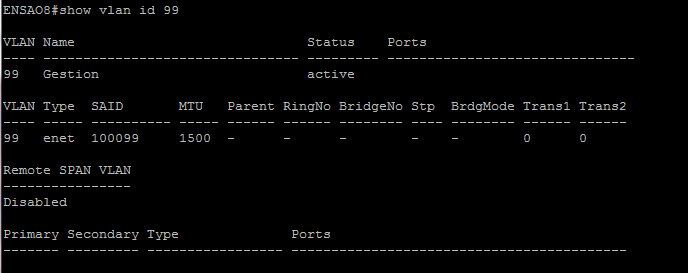 ENSAO8#show vlan id 99
VLAN Name                             Status    Ports
---- -------------------------------- --------- -------------------------------
99   Gestion                          active
VLAN Type  SAID       MTU   Parent RingNo BridgeNo Stp  BrdgMode Trans1 Trans2
---- ----- ---------- ----- ------ ------ -------- ---- -------- ------ ------
99   enet  100099     1500  -      -      -        -    -        0      0
Remote SPAN VLAN
----------------
Disabled
Primary Secondary Type              Ports
------- --------- ----------------- ------------------------------------------